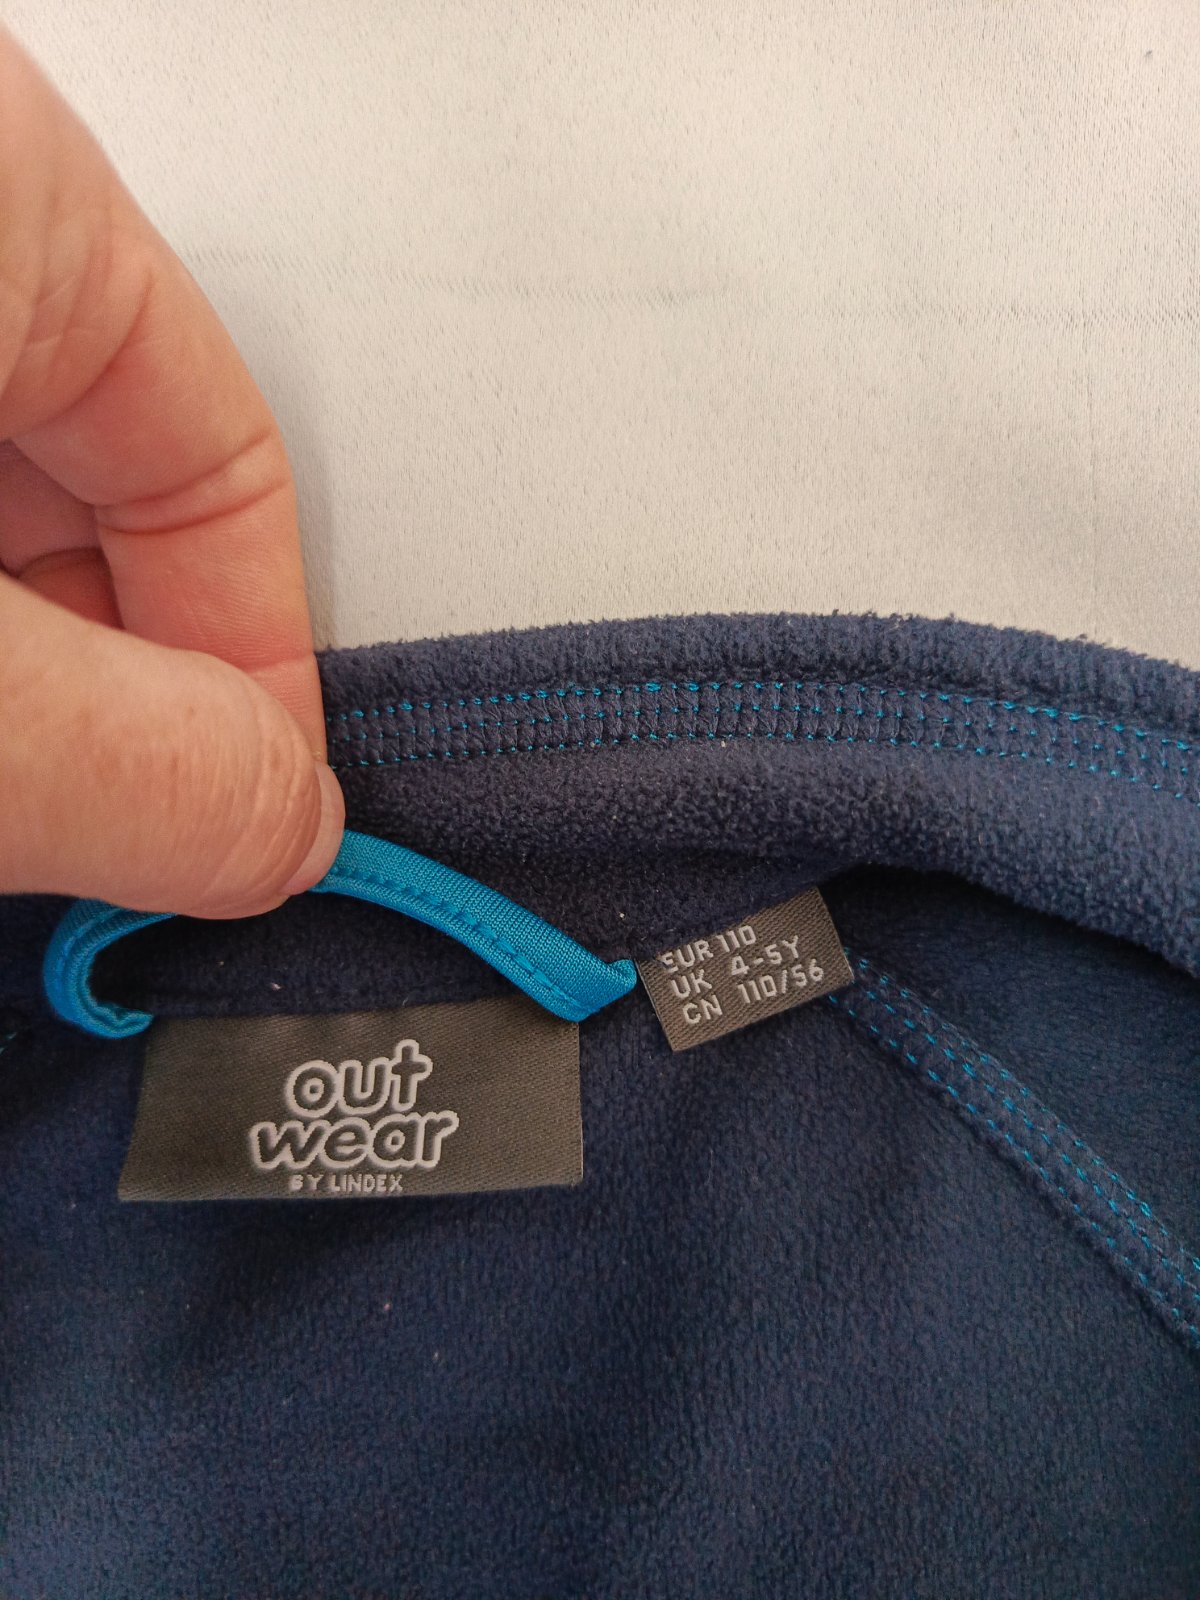 EUR 110
UK 4-5Y
CN 110/56
out
wear
BY LINDEX